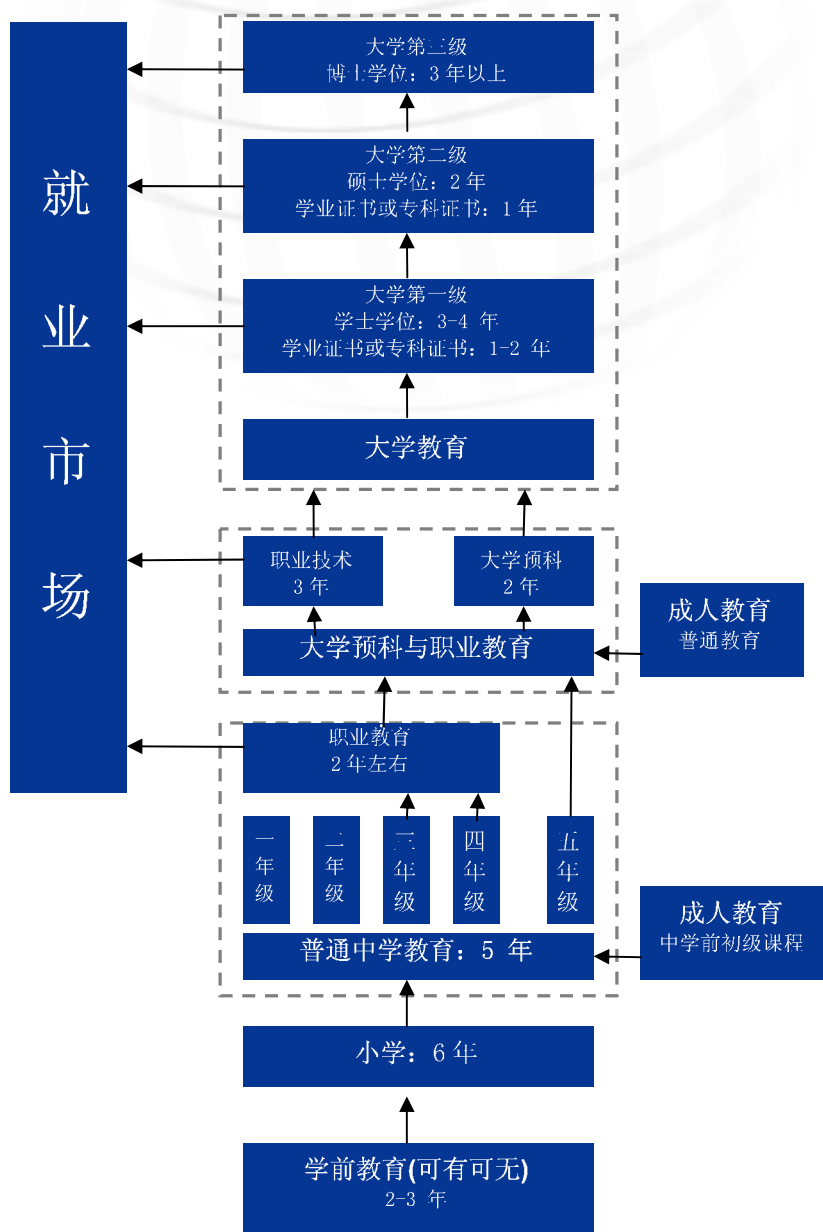 就业市场
大学第三级
博士学位：3 年以上
大学第二级
硕士学位：2 年
学业证书或专科证书：1 年
大学第一级
学士学位：3-4 年
学业证书或专科证书：1-2 年
大学教育
职业技术
3 年
大学预科
2 年
大学预科与职业教育
成人教育
普通教育
职业教育
2 年左右
一年级
二年级
三年级
四年级
五年级
普通中学教育：5 年
成人教育
中学前初级课程
小学：6 年
学前教育(可有可无)
2-3 年